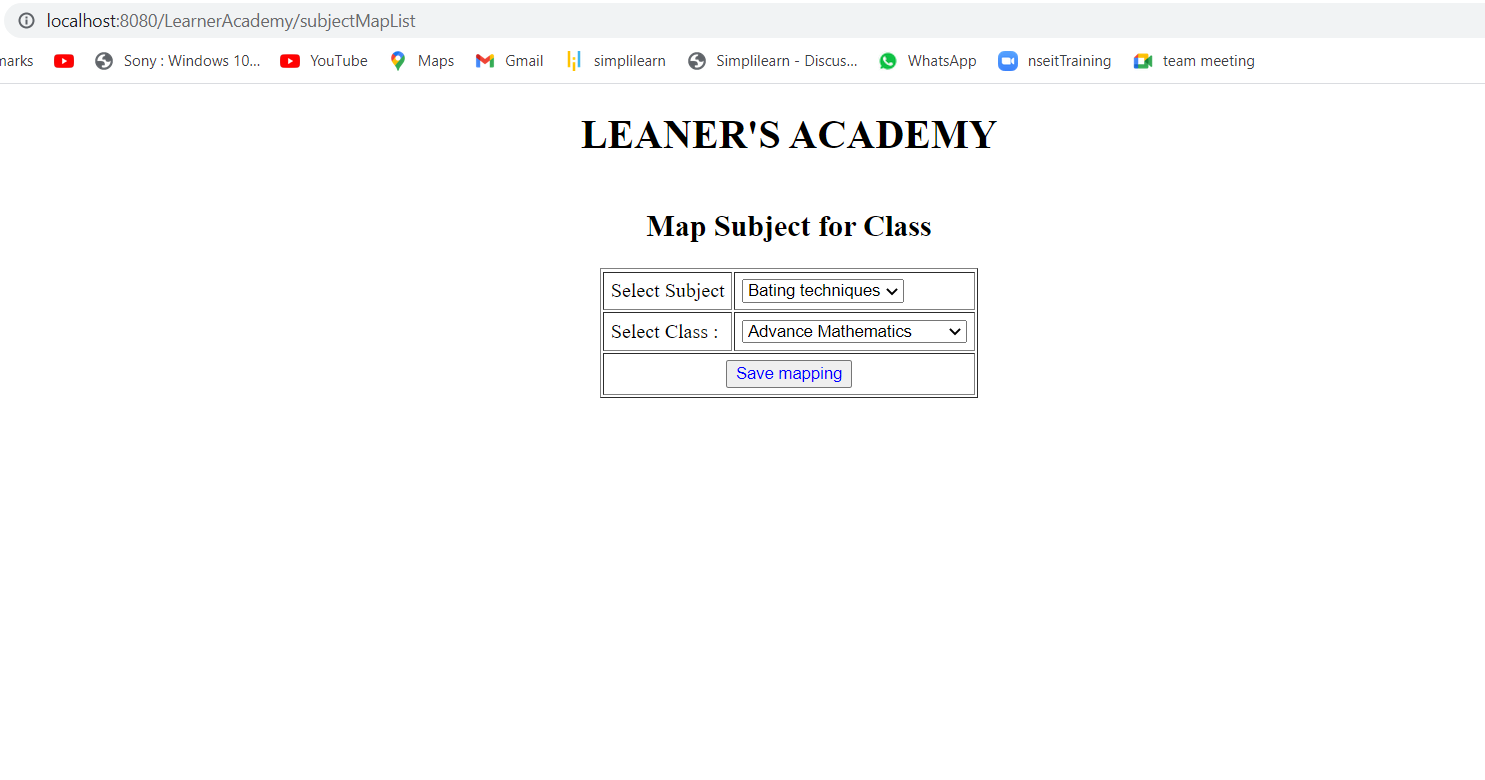 localhost:8080/LearnerAcademy/subjectMapList
marks Sony : Windows 10... YouTube Maps Gmail simplilearn Simplilearn - Discus... WhatsApp nseitTraining team meeting
LEANER'S ACADEMY
Map Subject for Class
Select Subject Bating techniques
Select Class : Advance Mathematics
Save mapping